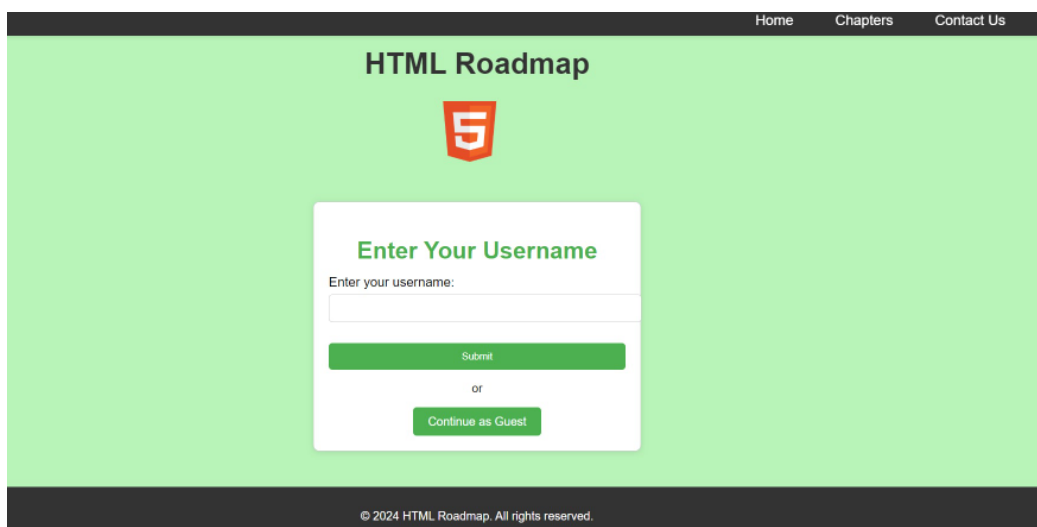 Home Chapters Contact Us
HTML Roadmap
5
Enter Your Username
Enter your username:
Submit
or
Continue as Guest
© 2024 HTML Roadmap. All rights reserved.